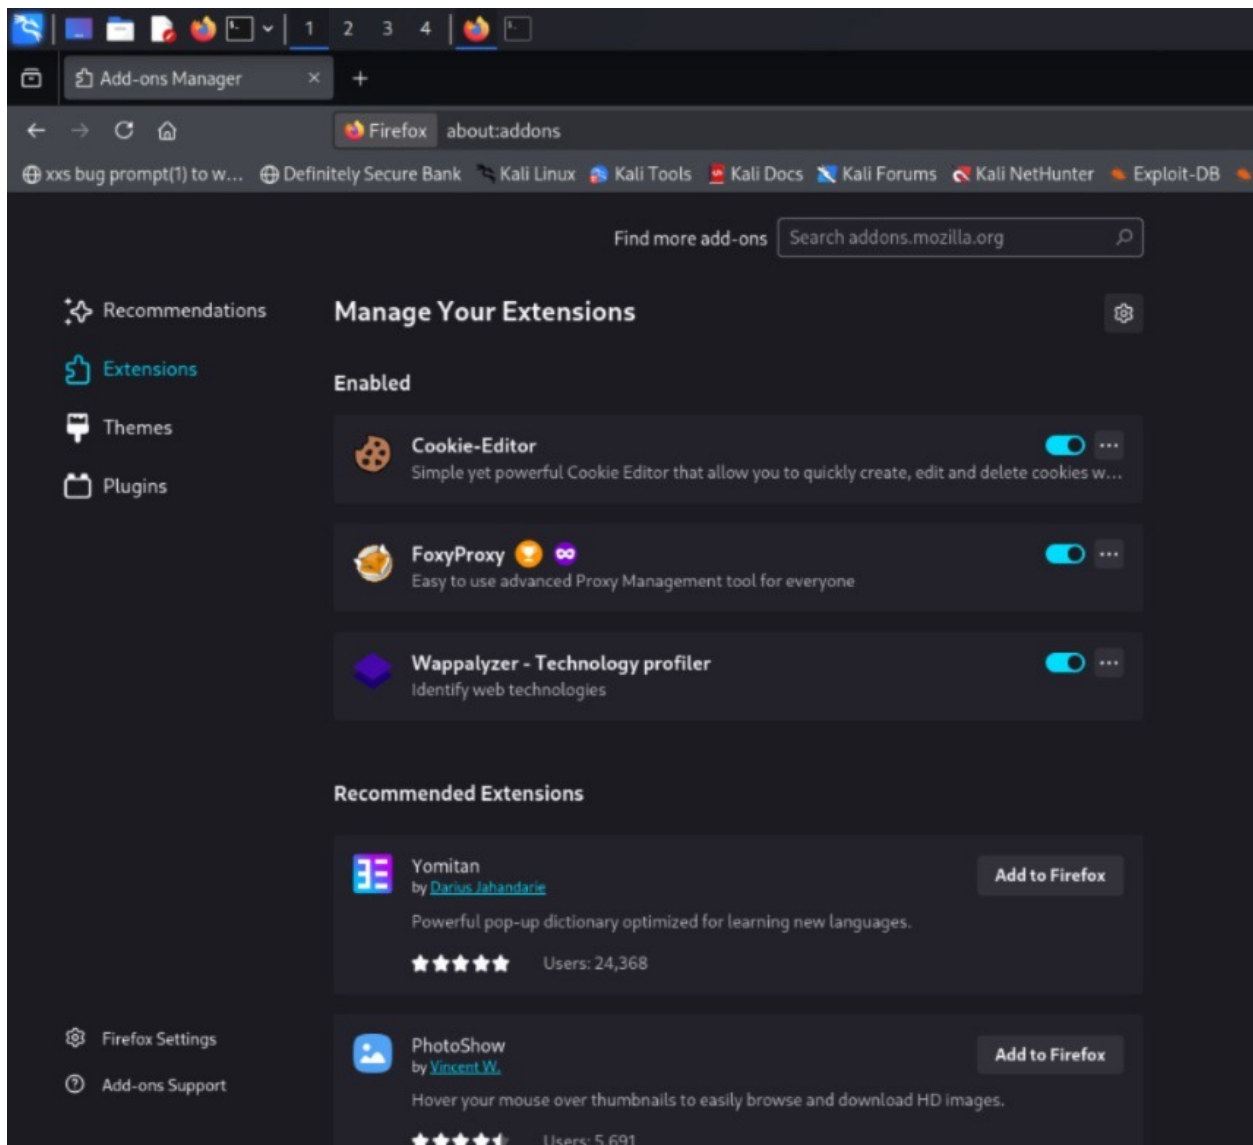 1 2 3 4
Add-ons Manager
Firefox about:addons
xxs bug prompt(1) to w... Definitely Secure Bank Kali Linux Kali Tools Kali Docs Kali Forums Kali NetHunter Exploit-DB
Find more add-ons Search addons.mozilla.org
Recommendations
Extensions
Themes
Plugins
Manage Your Extensions
Enabled
Cookie-Editor
Simple yet powerful Cookie Editor that allow you to quickly create, edit and delete cookies w...
FoxyProxy
Easy to use advanced Proxy Management tool for everyone
Wappalyzer - Technology profiler
Identify web technologies
Recommended Extensions
Yomitan
by Darius Jahandarie
Add to Firefox
Powerful pop-up dictionary optimized for learning new languages.
Users: 24,368
PhotoShow
by Vincent W.
Add to Firefox
Hover your mouse over thumbnails to easily browse and download HD images.
Users: 5,691
Firefox Settings
Add-ons Support